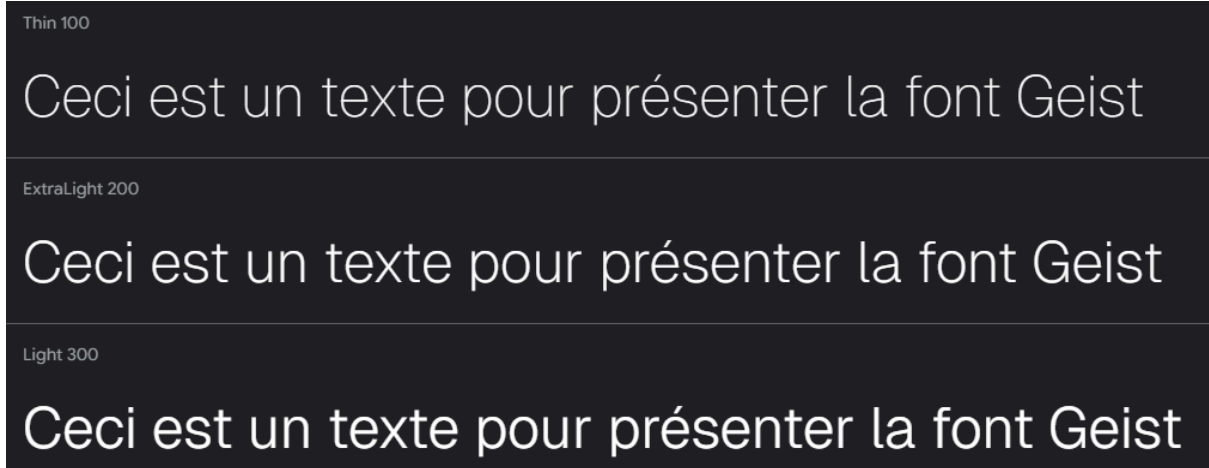 Thin 100
Ceci est un texte pour présenter la font Geist
ExtraLight 200
Ceci est un texte pour présenter la font Geist
Light 300
Ceci est un texte pour présenter la font Geist